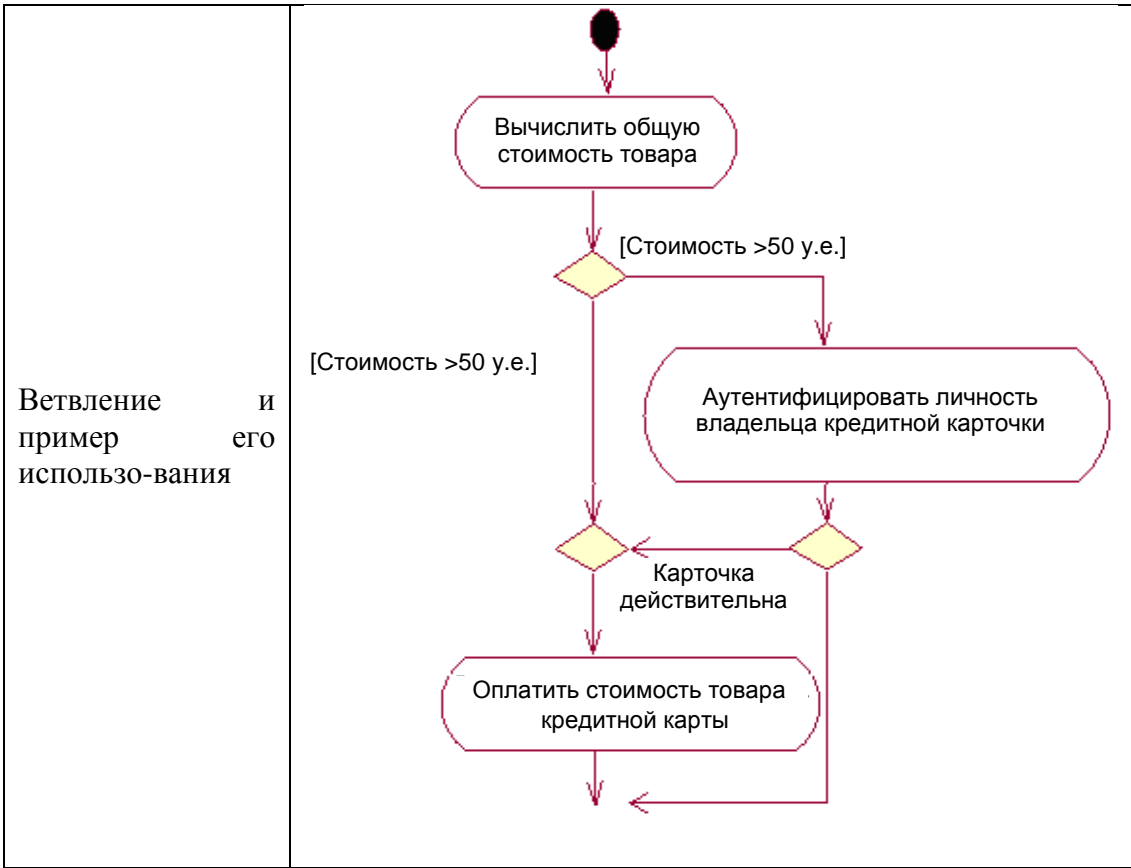 Ветвление и
пример его
использо-вания
Вычислить общую
стоимость товара
[Стоимость >50 у.е.]
[Стоимость >50 у.е.]
Аутентифицировать личность
владельца кредитной карточки
Карточка
действительна
Оплатить стоимость товара
кредитной карты